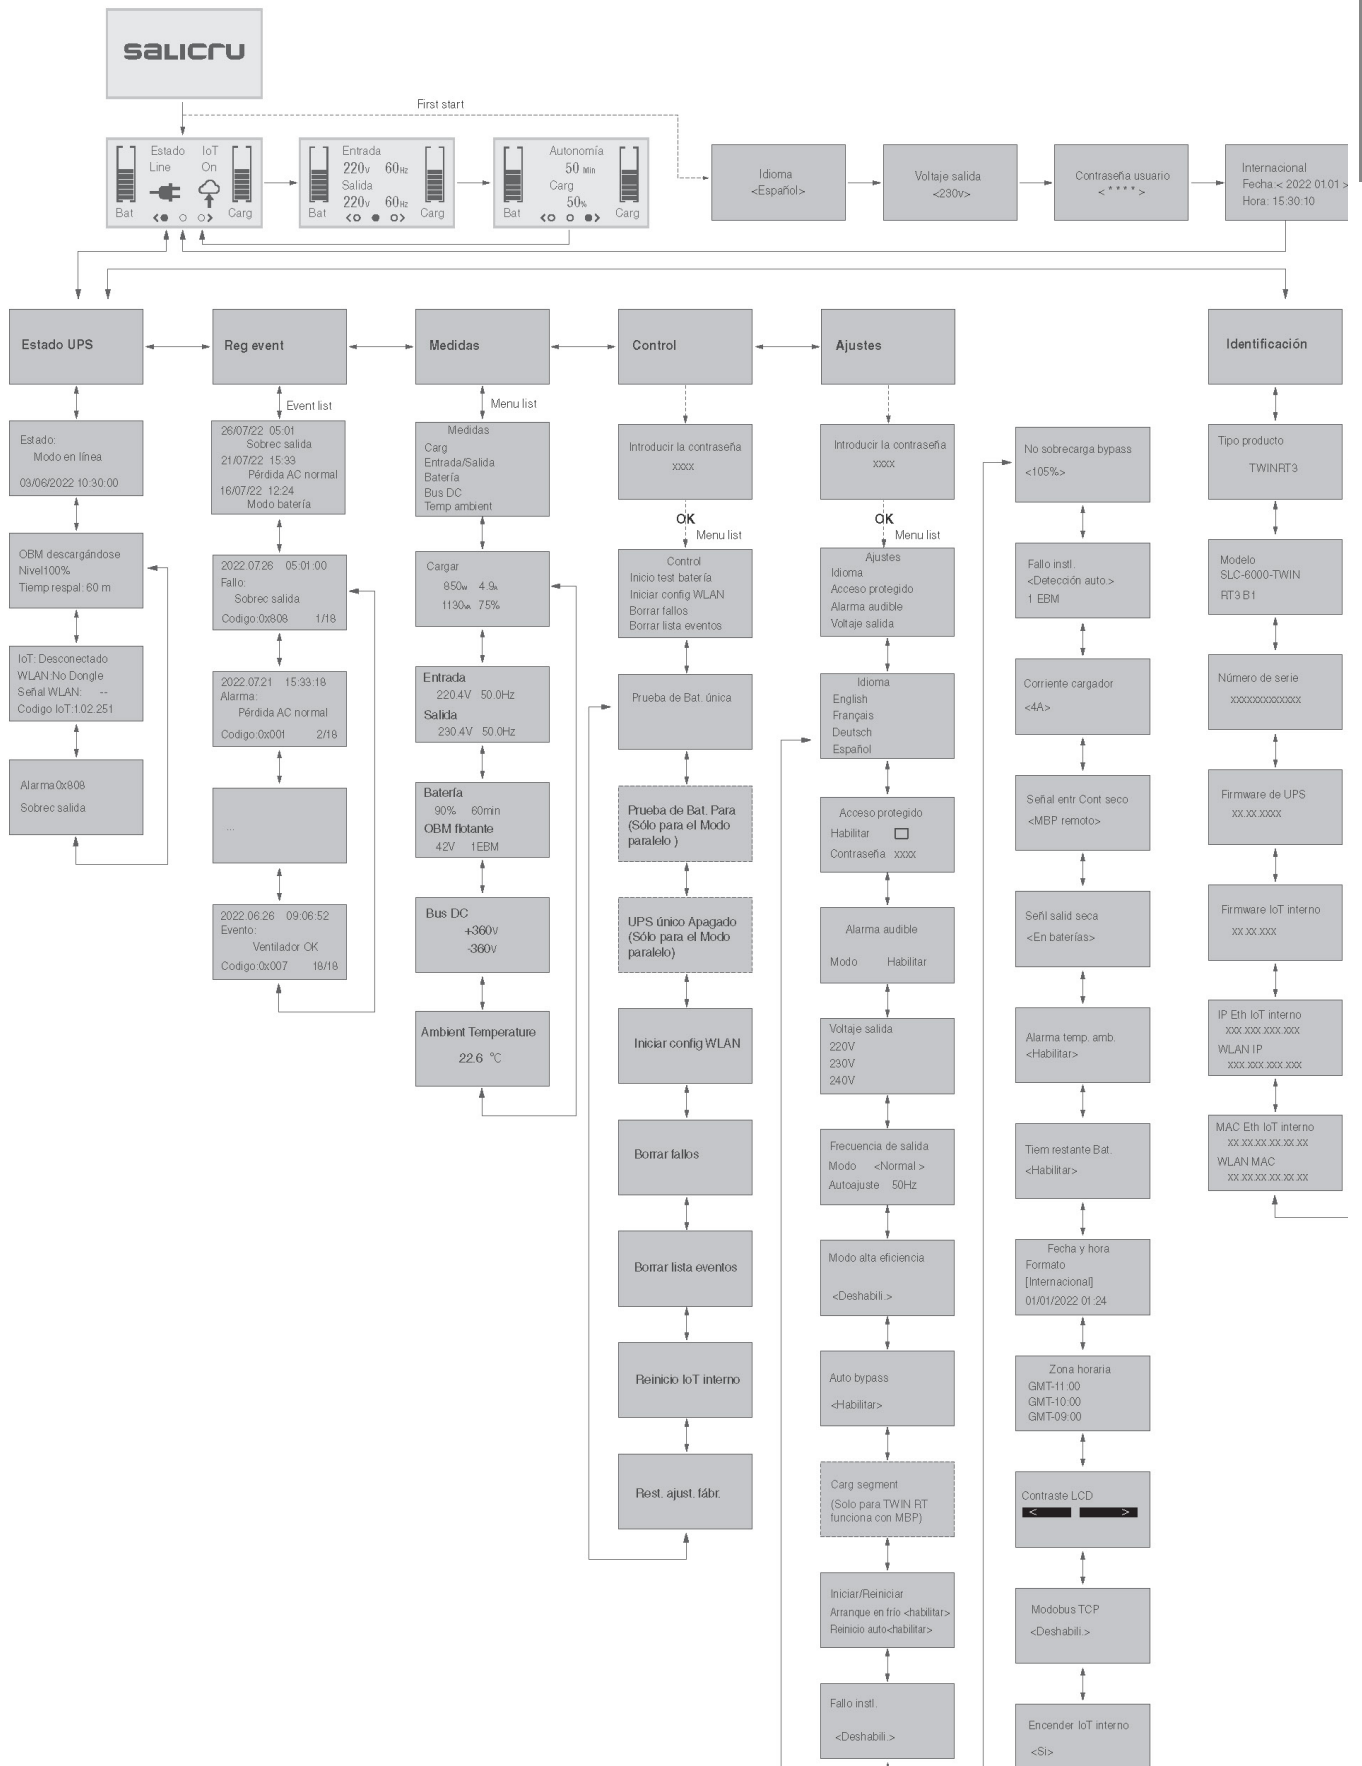 salicru
First start
Estado IoT
Line On
Bat Carg
Entrada
220v 60Hz
Salida
220v 60Hz
Bat Carg
Autonomía
50 Min
Carg
50%
Bat Carg
Idioma
<Español>
Voltaje salida
<230v>
Contraseña usuario
< * * * * >
Internacional
Fecha:< 2022 01.01 >
Hora: 15:30:10
Estado UPS
Reg event
Medidas
Control
Ajustes
Identificación
Estado:
Modo en línea
03/06/2022 10:30:00
OBM descargándose
Nivel100%
Tiemp respal: 60 m
IoT: Desconectado
WLAN:No Dongle
Señal WLAN: --
Codigo IoT:1.02.251
Alarma0x808
Sobrec salida
Event list
26/07/22 05:01
Sobrec salida
21/07/22 15:33
Pérdida AC normal
16/07/22 12:24
Modo batería
2022.07.26 05:01:00
Fallo:
Sobrec salida
Codigo:0x808 1/18
2022.07.21 15:33:18
Alarma:
Pérdida AC normal
Codigo:0x001 2/18
...
2022.06.26 09:06:52
Evento:
Ventilador OK
Codigo:0x007 18/18
Menu list
Medidas
Carg
Entrada/Salida
Batería
Bus DC
Temp ambient
Cargar
850w 4.9A
1130VA 75%
Entrada
220.4V 50.0Hz
Salida
230.4V 50.0Hz
Batería
90% 60min
OBM flotante
42V 1EBM
Bus DC
+360V
-360V
Ambient Temperature
22.6 °C
Introducir la contraseña
xxxx
OK
Menu list
Control
Inicio test batería
Iniciar config WLAN
Borrar fallos
Borrar lista eventos
Prueba de Bat. única
Prueba de Bat. Para
(Sólo para el Modo
paralelo )
UPS único Apagado
(Sólo para el Modo
paralelo)
Iniciar config WLAN
Borrar fallos
Borrar lista eventos
Reinicio IoT interno
Rest. ajust. fábr.
Introducir la contraseña
xxxx
OK
Menu list
Ajustes
Idioma
Acceso protegido
Alarma audible
Voltaje salida
Idioma
English
Français
Deutsch
Español
Acceso protegido
Habilitar
Contraseña xxxx
Alarma audible
Modo Habilitar
Voltaje salida
220V
230V
240V
Frecuencia de salida
Modo <Normal >
Autoajuste 50Hz
Modo alta eficiencia
<Deshabili.>
Auto bypass
<Habilitar>
Carg segment
(Solo para TWIN RT
funciona con MBP)
Iniciar/Reiniciar
Arranque en frío <habilitar>
Reinicio auto<habilitar>
Fallo instl.
<Deshabili.>
No sobrecarga bypass
<105%>
Fallo instl.
<Detección auto.>
1 EBM
Corriente cargador
<4A>
Señal entr Cont seco
<MBP remoto>
Señl salid seca
<En baterías>
Alarma temp. amb.
<Habilitar>
Tiem restante Bat.
<Habilitar>
Fecha y hora
Formato
[Internacional]
01/01/2022 01:24
Zona horaria
GMT-11:00
GMT-10:00
GMT-09:00
Contraste LCD
< >
Modobus TCP
<Deshabili.>
Encender IoT interno
<Si>
Tipo producto
TWINRT3
Modelo
SLC-6000-TWIN
RT3 B1
Número de serie
xxxxxxxxxxxxx
Firmware de UPS
xx.xx.xxxx
Firmware IoT interno
xx.xx.xxx
IP Eth IoT interno
xxx.xxx.xxx.xxx
WLAN IP
xxx.xxx.xxx.xxx
MAC Eth IoT interno
xx.xx.xx.xx.xx.xx
WLAN MAC
xx.xx.xx.xx.xx.xx